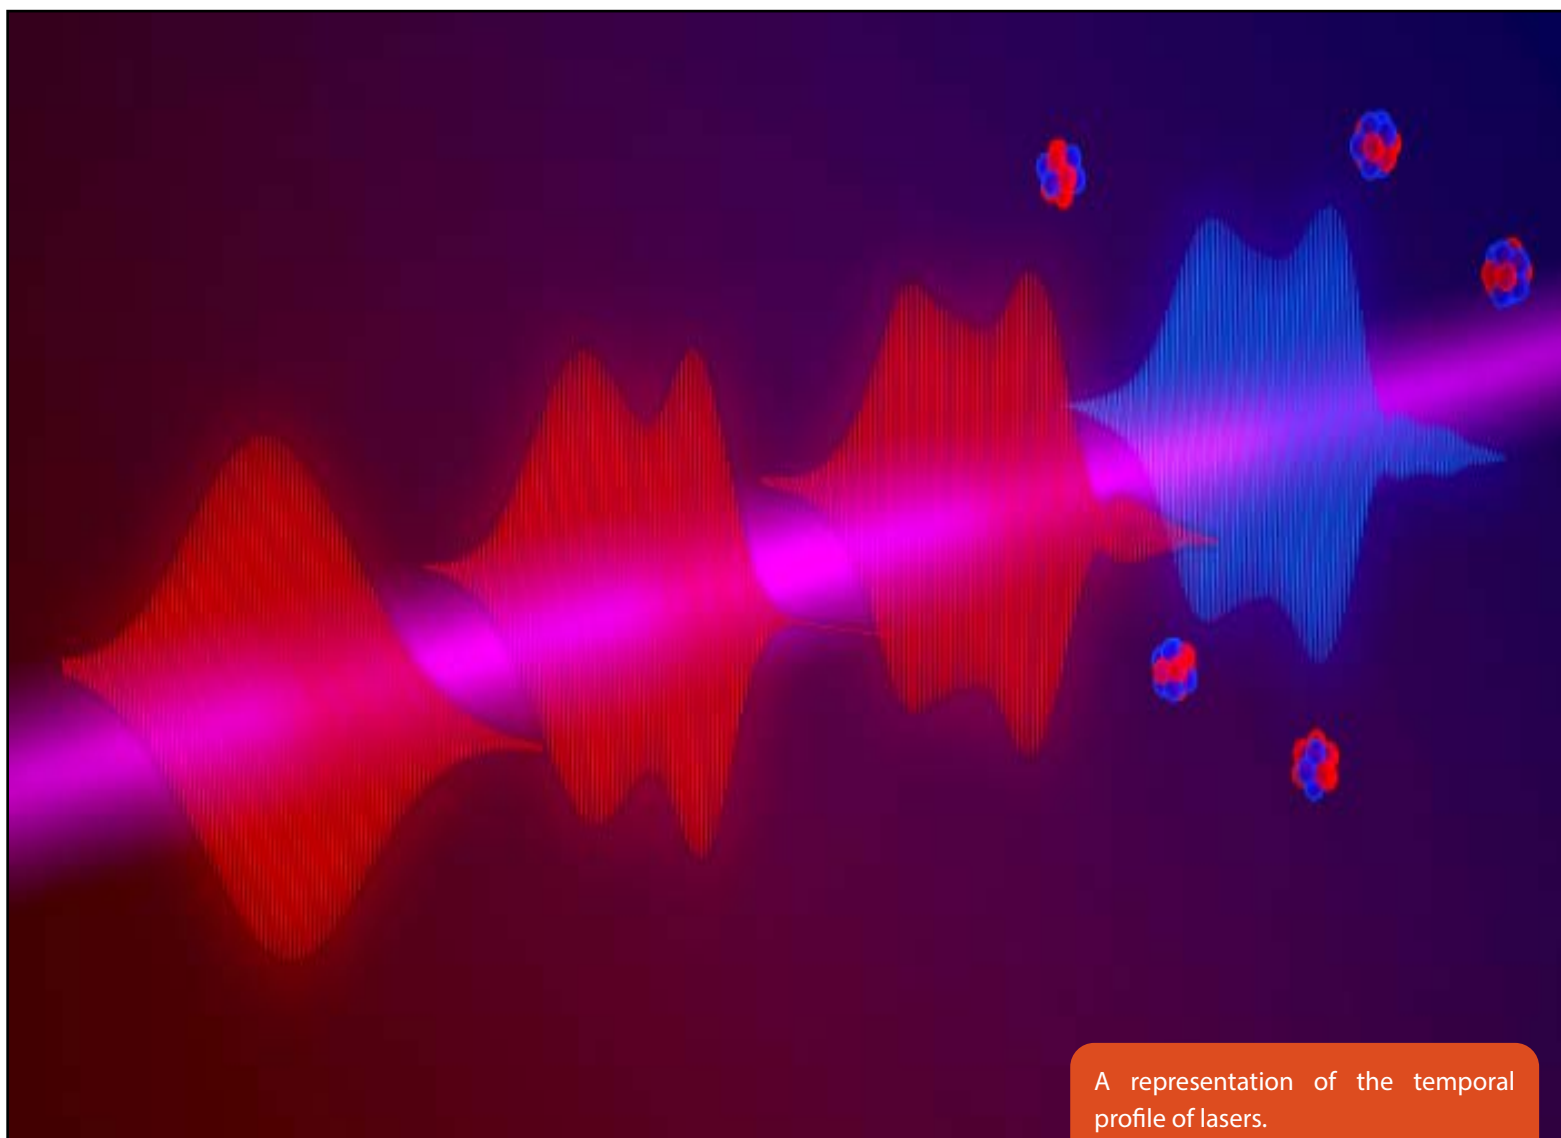 A representation of the temporal
profile of lasers.